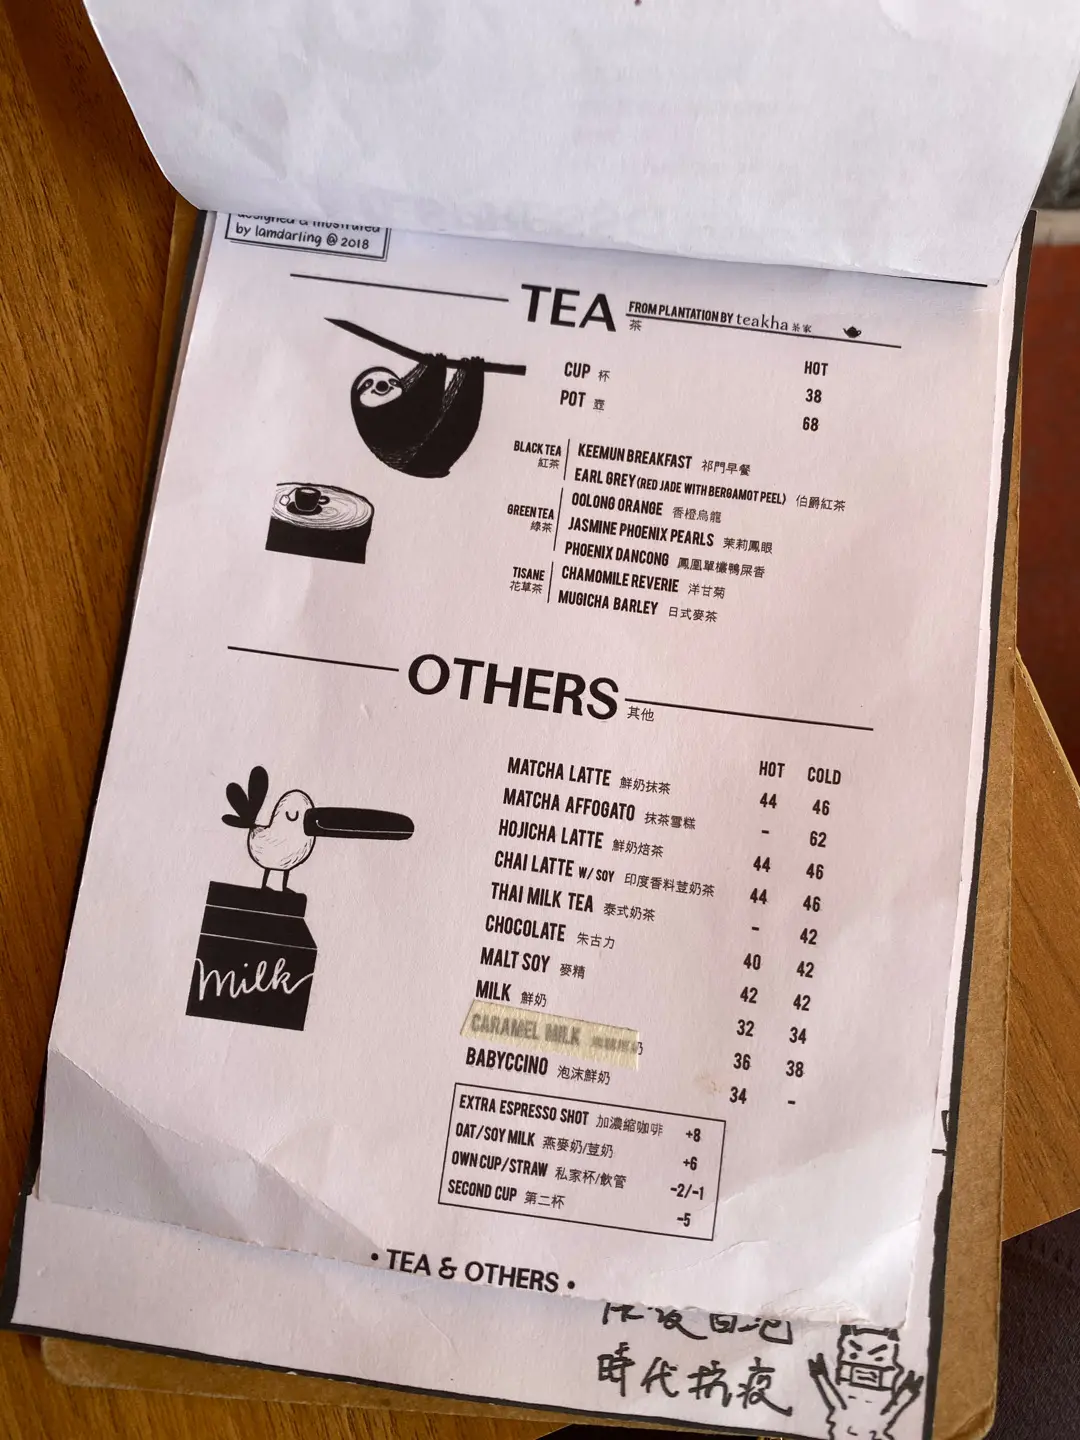 designed & illustrated
by lamdarling @ 2018
TEA 茶 FROM PLANTATION BY teakha 茶家
HOT
CUP 杯 38
POT 壺 68
BLACK TEA 紅茶
KEEMUN BREAKFAST 祁門早餐
EARL GREY (RED JADE WITH BERGAMOT PEEL) 伯爵紅茶
GREEN TEA 綠茶
OOLONG ORANGE 香橙烏龍
JASMINE PHOENIX PEARLS 茉莉鳳眼
PHOENIX DANCONG 鳳凰單欉鴨屎香
TISANE 花草茶
CHAMOMILE REVERIE 洋甘菊
MUGICHA BARLEY 日式麥茶
OTHERS 其他
HOT COLD
MATCHA LATTE 鮮奶抹茶 44 46
MATCHA AFFOGATO 抹茶雪糕 - 62
HOJICHA LATTE 鮮奶焙茶 44 46
CHAI LATTE W/ SOY 印度香料荳奶茶 44 46
THAI MILK TEA 泰式奶茶 - 42
CHOCOLATE 朱古力 40 42
MALT SOY 麥精 42 42
MILK 鮮奶 32 34
CARAMEL MILK 奶 36 38
BABYCCINO 泡沫鮮奶 34 -
EXTRA ESPRESSO SHOT 加濃縮咖啡 +8
OAT/SOY MILK 燕麥奶/荳奶 +6
OWN CUP/STRAW 私家杯/飲管 -2/-1
SECOND CUP 第二杯 -5
• TEA & OTHERS •
milk
時代抗疫